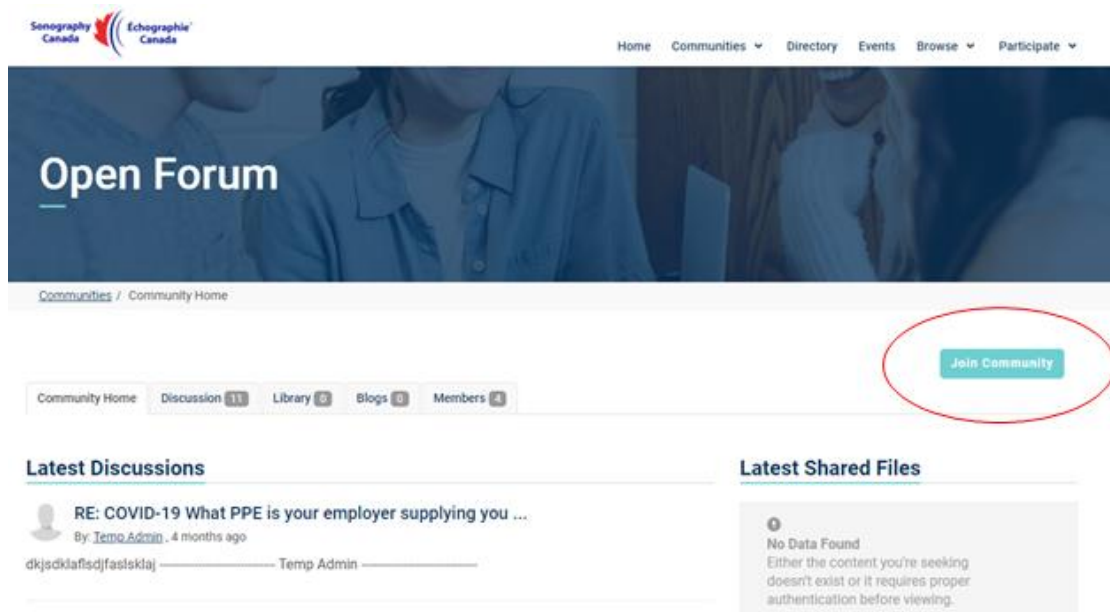 Sonography Échographie
Canada Canada
Home Communities Directory Events Browse Participate
Open Forum
Communities / Community Home
Join Community
Community Home Discussion 11 Library 0 Blogs 0 Members 4
Latest Discussions
Latest Shared Files
RE: COVID-19 What PPE is your employer supplying you ...
By: Temp Admin , 4 months ago
dkjsdklaflsdjfaslsklaj ------------------------------ Temp Admin ------------------------------
No Data Found
Either the content you're seeking
doesn't exist or it requires proper
authentication before viewing.